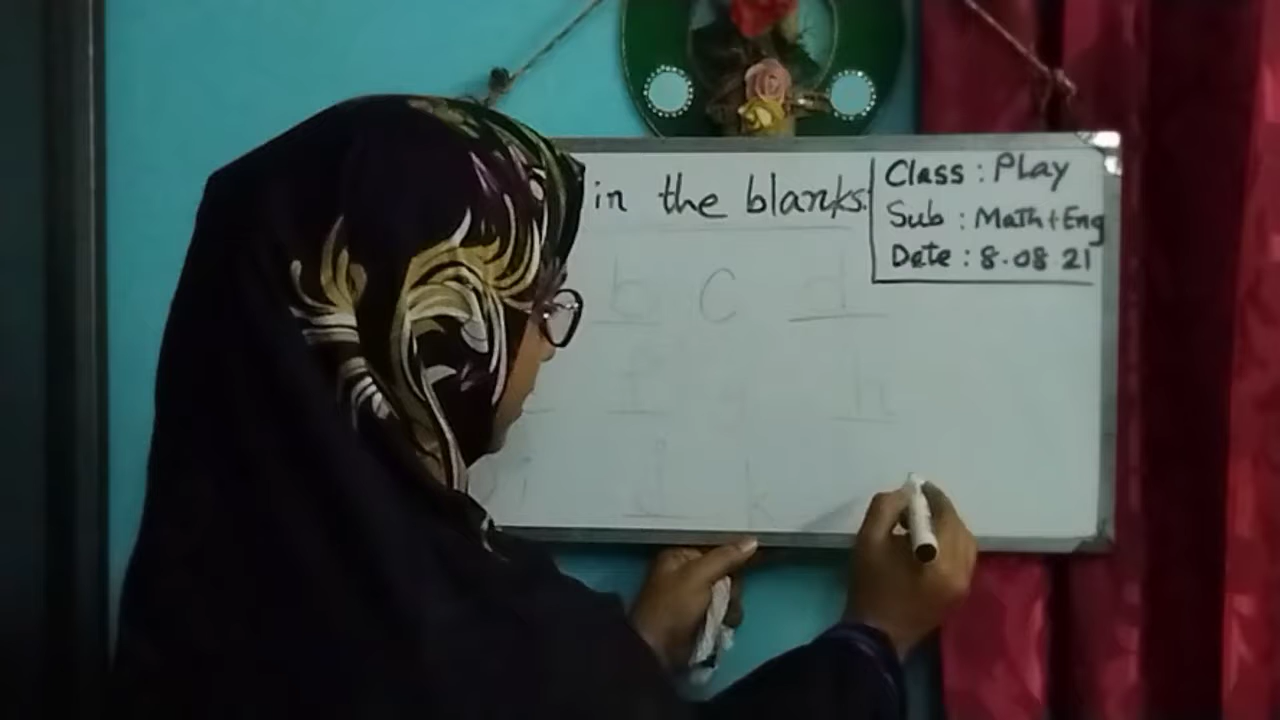 in the blanks.
Class : Play
Sub : Math + Eng
Date : 8.08 21
b c d
f g h
i j k